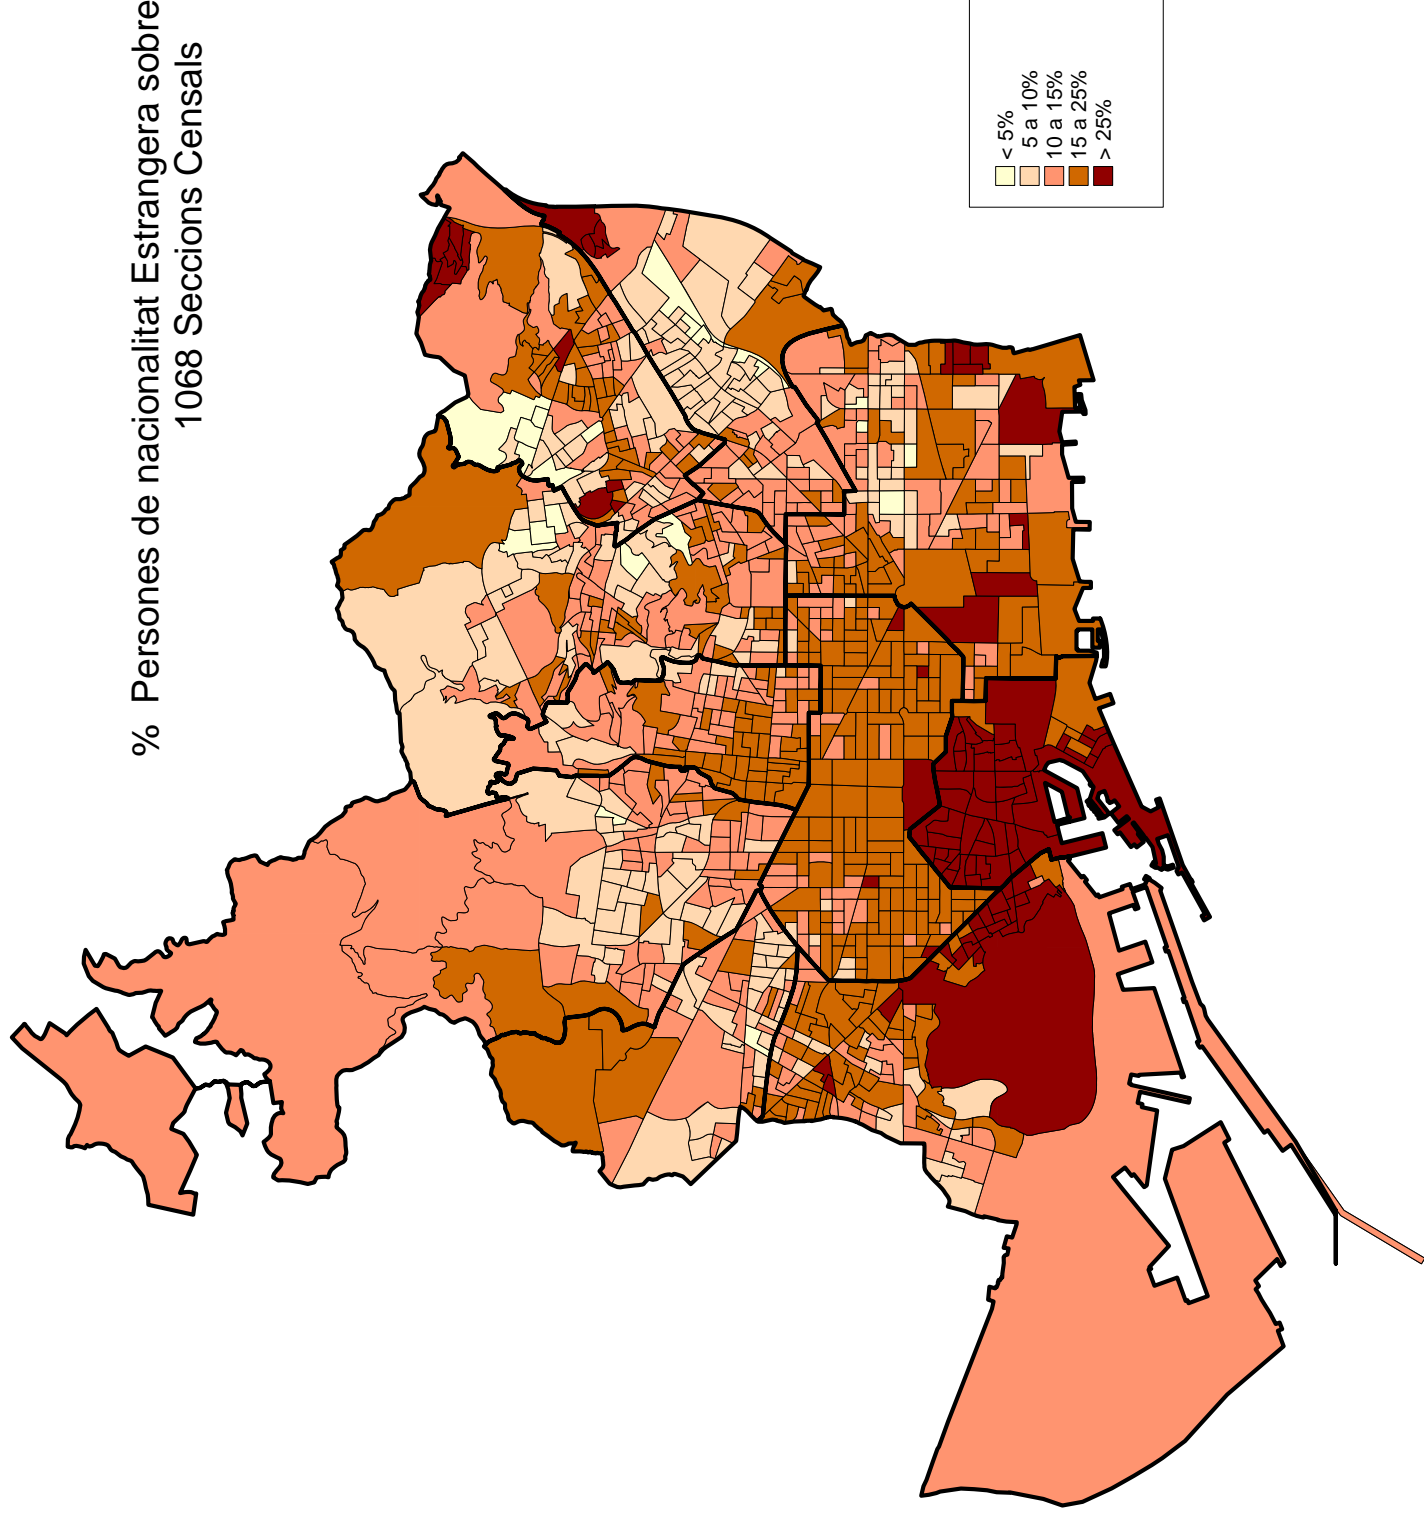 % Persones de nacionalitat Estrangera sobre
1068 Seccions Censals
< 5%
5 a 10%
10 a 15%
15 a 25%
> 25%